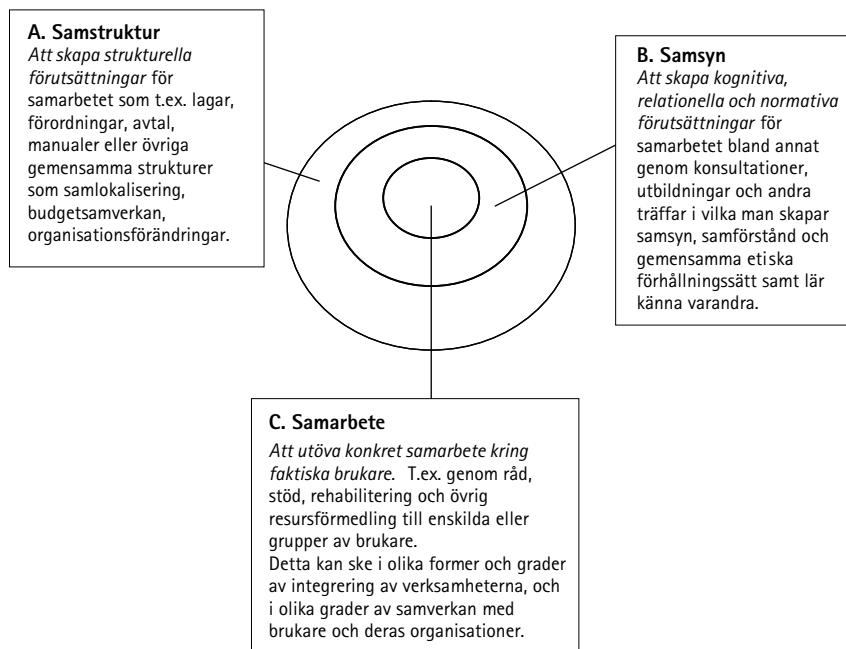 A. Samstruktur
Att skapa strukturella
förutsättningar för
samarbetet som t.ex. lagar,
förordningar, avtal,
manualer eller övriga
gemensamma strukturer
som samlokalisering,
budgetsamverkan,
organisationsförändringar.
B. Samsyn
Att skapa kognitiva,
relationella och normativa
förutsättningar för
samarbetet bland annat
genom konsultationer,
utbildningar och andra
träffar i vilka man skapar
samsyn, samförstånd och
gemensamma etiska
förhållningssätt samt lär
känna varandra.
C. Samarbete
Att utöva konkret samarbete kring
faktiska brukare. T.ex. genom råd,
stöd, rehabilitering och övrig
resursförmedling till enskilda eller
grupper av brukare.
Detta kan ske i olika former och grader
av integrering av verksamheterna, och
i olika grader av samverkan med
brukare och deras organisationer.